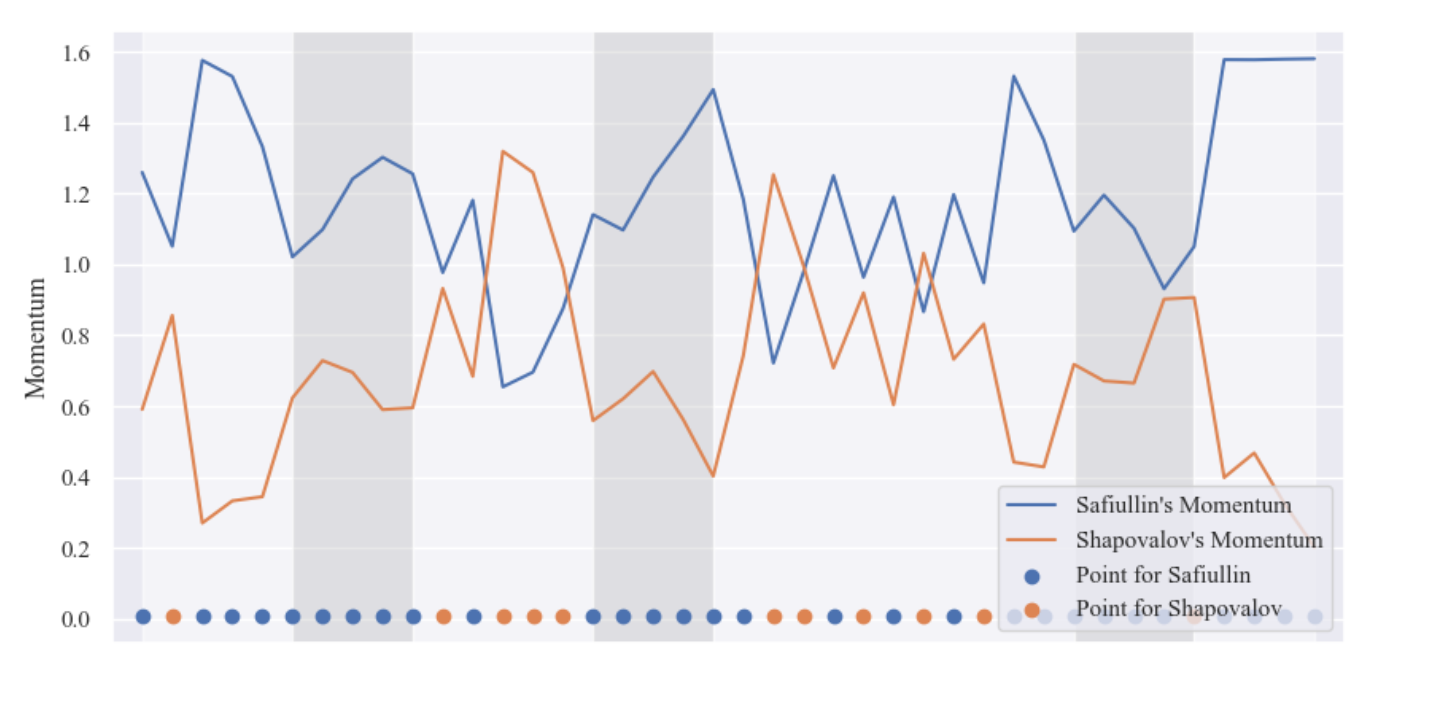 Momentum
1.6
1.4
1.2
1.0
0.8
0.6
0.4
0.2
0.0
Safiullin's Momentum
Shapovalov's Momentum
Point for Safiullin
Point for Shapovalov